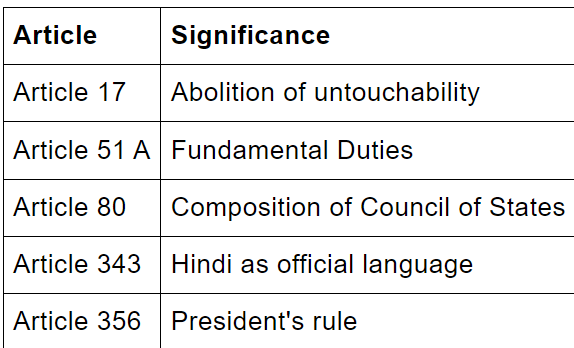 Article Significance
Article 17 Abolition of untouchability
Article 51 A Fundamental Duties
Article 80 Composition of Council of States
Article 343 Hindi as official language
Article 356 President's rule